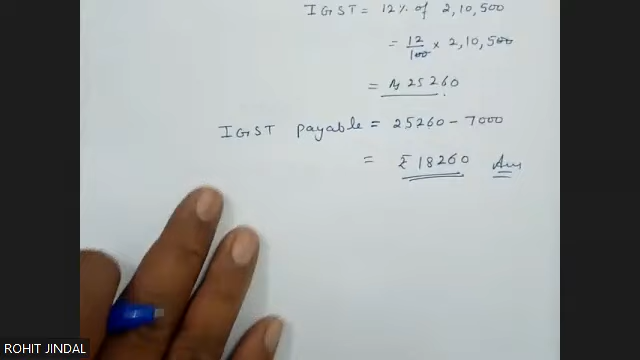 IGST = 12% of 2,10,500
= 12/100 × 2,10,500
= Rs 25260
IGST payable = 25260 - 7000
= ₹ 18260 Ans
ROHIT JINDAL